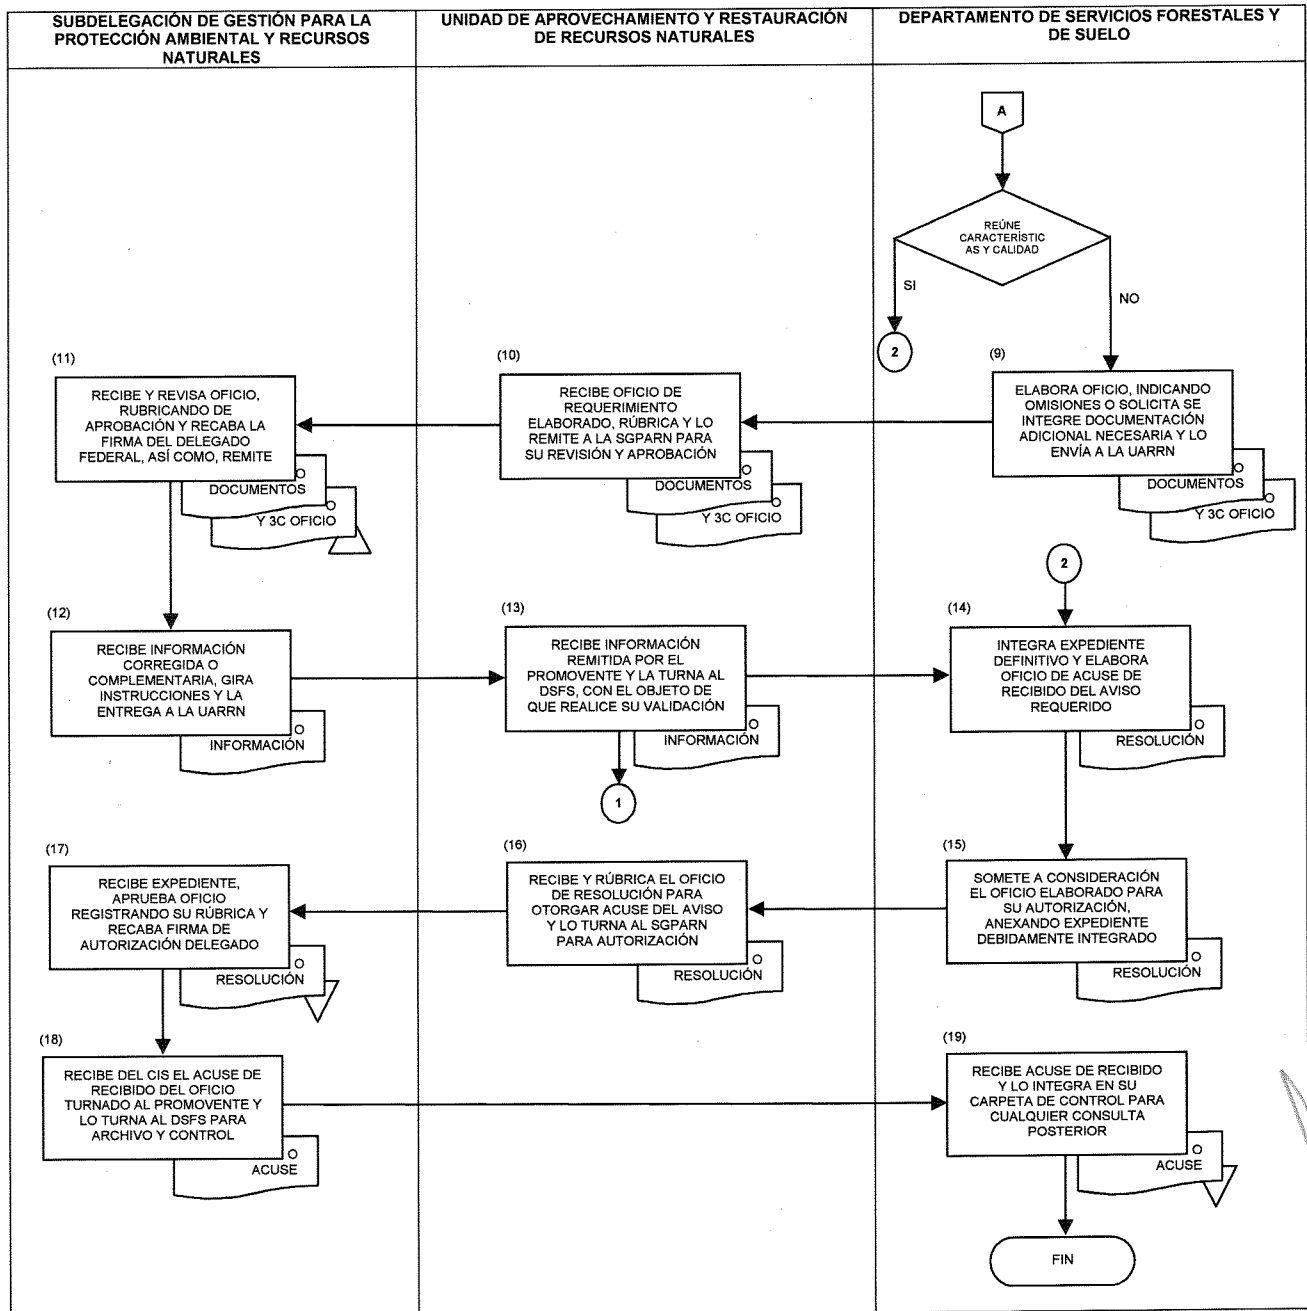 SUBDELEGACIÓN DE GESTIÓN PARA LA
PROTECCIÓN AMBIENTAL Y RECURSOS
NATURALES
UNIDAD DE APROVECHAMIENTO Y RESTAURACIÓN
DE RECURSOS NATURALES
DEPARTAMENTO DE SERVICIOS FORESTALES Y
DE SUELO
A
REÚNE
CARACTERÍSTIC
AS Y CALIDAD
SI
NO
2
(9)
ELABORA OFICIO, INDICANDO
OMISIONES O SOLICITA SE
INTEGRE DOCUMENTACIÓN
ADICIONAL NECESARIA Y LO
ENVÍA A LA UARRN
O
DOCUMENTOS
O
Y 3C OFICIO
(10)
RECIBE OFICIO DE
REQUERIMIENTO
ELABORADO, RÚBRICA Y LO
REMITE A LA SGPARN PARA
SU REVISIÓN Y APROBACIÓN
O
DOCUMENTOS
O
Y 3C OFICIO
(11)
RECIBE Y REVISA OFICIO,
RUBRICANDO DE
APROBACIÓN Y RECABA LA
FIRMA DEL DELEGADO
FEDERAL, ASÍ COMO, REMITE
O
DOCUMENTOS
O
Y 3C OFICIO
(12)
RECIBE INFORMACIÓN
CORREGIDA O
COMPLEMENTARIA, GIRA
INSTRUCCIONES Y LA
ENTREGA A LA UARRN
O
INFORMACIÓN
(13)
RECIBE INFORMACIÓN
REMITIDA POR EL
PROMOVENTE Y LA TURNA AL
DSFS, CON EL OBJETO DE
QUE REALICE SU VALIDACIÓN
O
INFORMACIÓN
1
2
(14)
INTEGRA EXPEDIENTE
DEFINITIVO Y ELABORA
OFICIO DE ACUSE DE
RECIBIDO DEL AVISO
REQUERIDO
O
RESOLUCIÓN
(15)
SOMETE A CONSIDERACIÓN
EL OFICIO ELABORADO PARA
SU AUTORIZACIÓN,
ANEXANDO EXPEDIENTE
DEBIDAMENTE INTEGRADO
O
RESOLUCIÓN
(16)
RECIBE Y RÚBRICA EL OFICIO
DE RESOLUCIÓN PARA
OTORGAR ACUSE DEL AVISO
Y LO TURNA AL SGPARN
PARA AUTORIZACIÓN
O
RESOLUCIÓN
(17)
RECIBE EXPEDIENTE,
APRUEBA OFICIO
REGISTRANDO SU RÚBRICA Y
RECABA FIRMA DE
AUTORIZACIÓN DELEGADO
O
RESOLUCIÓN
(18)
RECIBE DEL CIS EL ACUSE DE
RECIBIDO DEL OFICIO
TURNADO AL PROMOVENTE Y
LO TURNA AL DSFS PARA
ARCHIVO Y CONTROL
O
ACUSE
(19)
RECIBE ACUSE DE RECIBIDO
Y LO INTEGRA EN SU
CARPETA DE CONTROL PARA
CUALQUIER CONSULTA
POSTERIOR
O
ACUSE
FIN